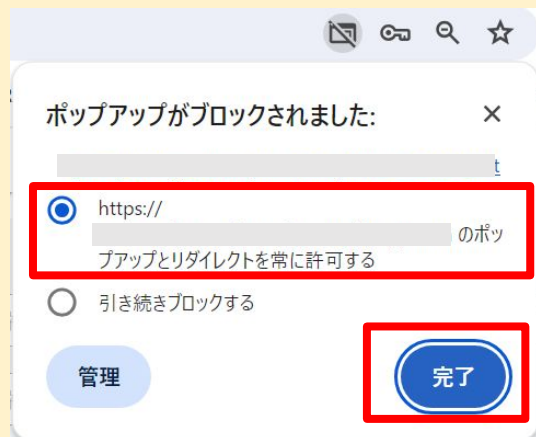 ポップアップがブロックされました:
t
https://
のポッ
プアップとリダイレクトを常に許可する
引き続きブロックする
管理
完了